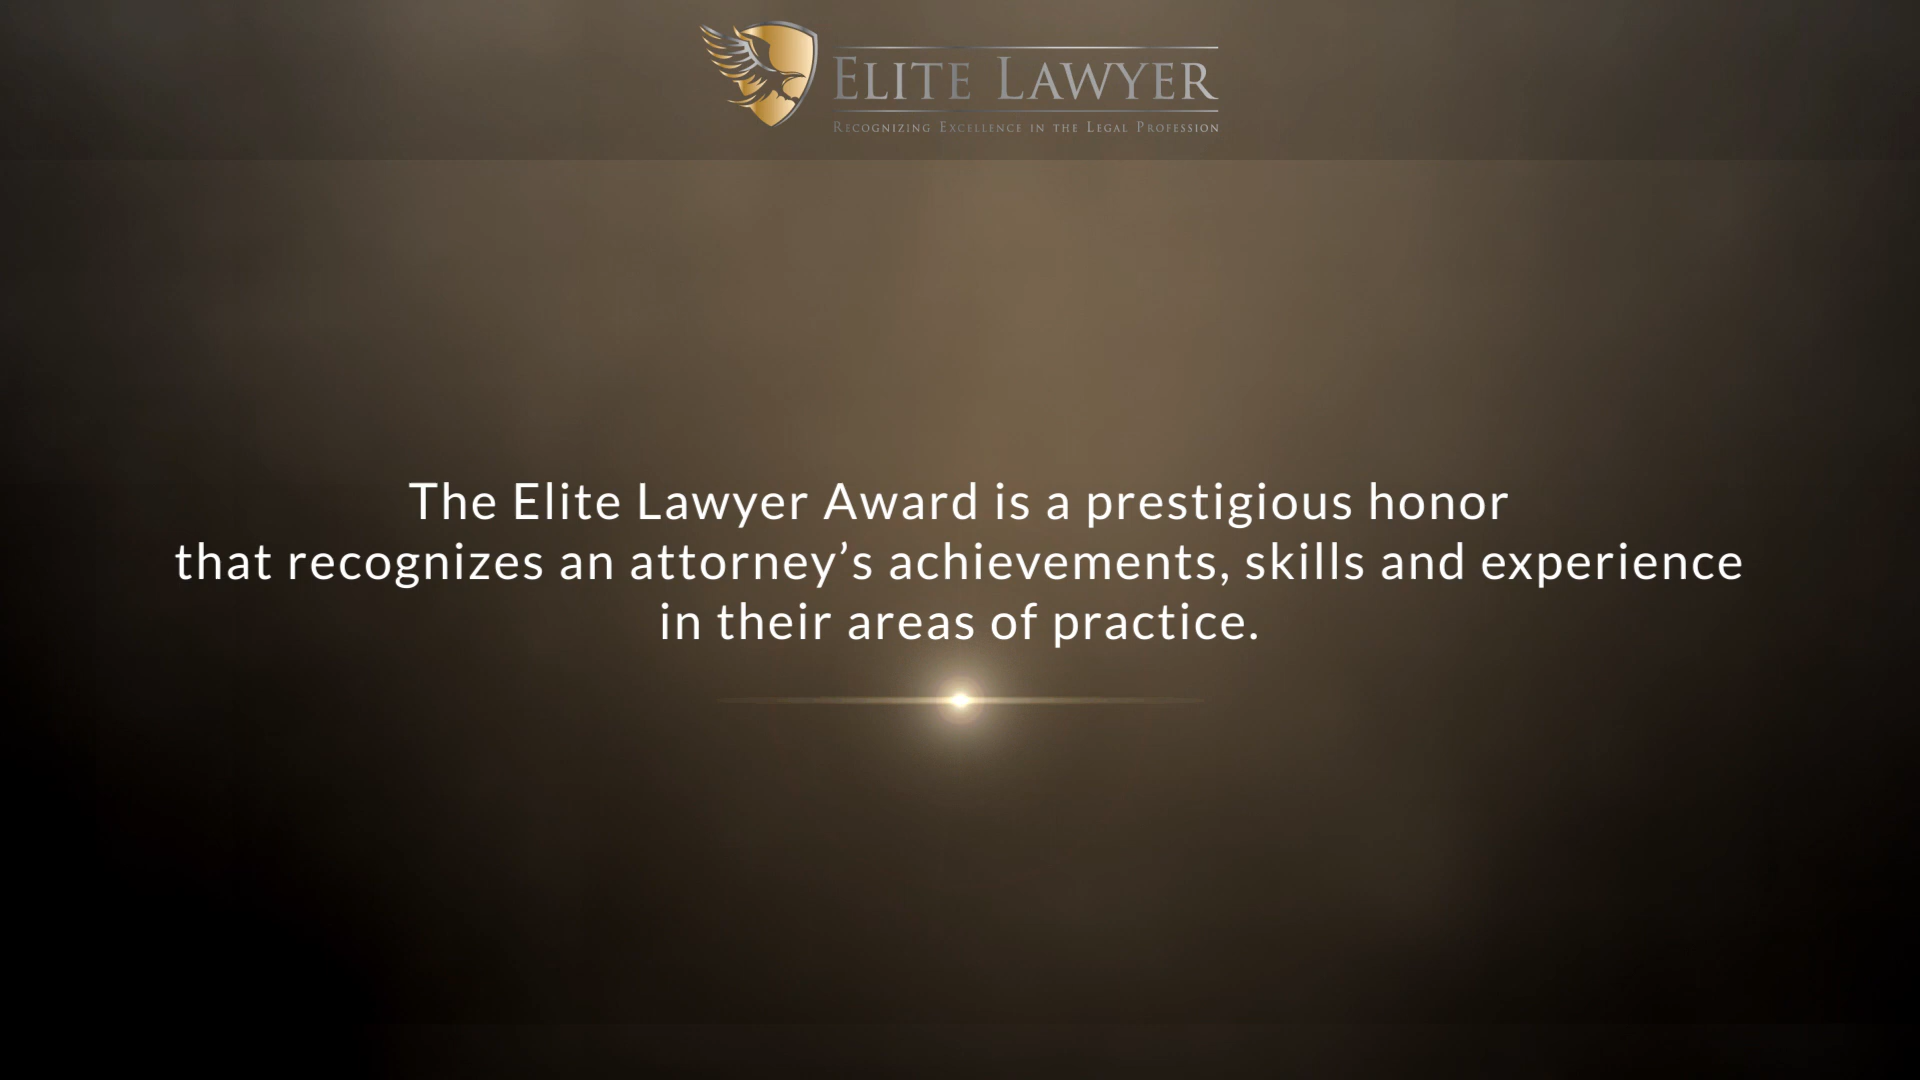 ELITE LAWYER
RECOGNIZING EXCELLENCE IN THE LEGAL PROFESSION
The Elite Lawyer Award is a prestigious honor
that recognizes an attorney’s achievements, skills and experience
in their areas of practice.